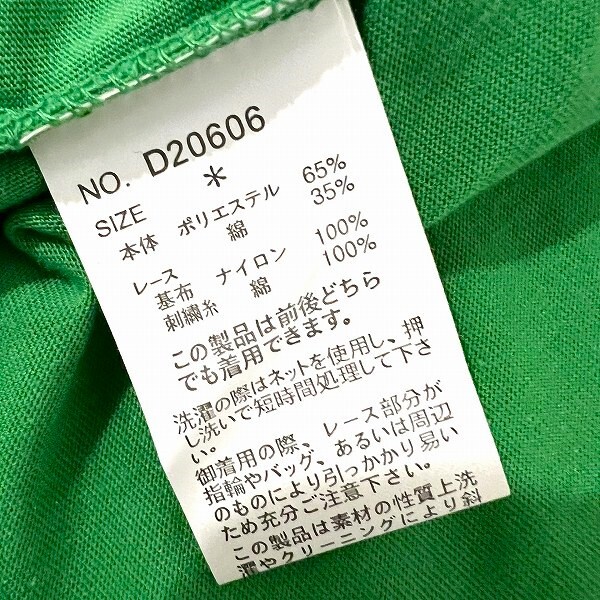 NO. D20606
SIZE *
本体 ポリエステル 65%
綿 35%
レース
基布 ナイロン 100%
刺繍糸 綿 100%
この製品は前後どちら
でも着用できます。
洗濯の際はネットを使用し、押
し洗いで短時間処理して下さ
い。
御着用の際、レース部分が
指輪やバッグ、あるいは周辺
のものにより引っかかり易い
ため充分ご注意下さい。
この製品は素材の性質上洗
濯やクリーニングにより斜